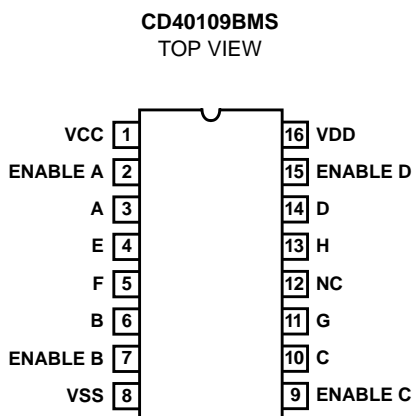 CD40109BMS
TOP VIEW
VCC 1 16 VDD
ENABLE A 2 15 ENABLE D
A 3 14 D
E 4 13 H
F 5 12 NC
B 6 11 G
ENABLE B 7 10 C
VSS 8 9 ENABLE C